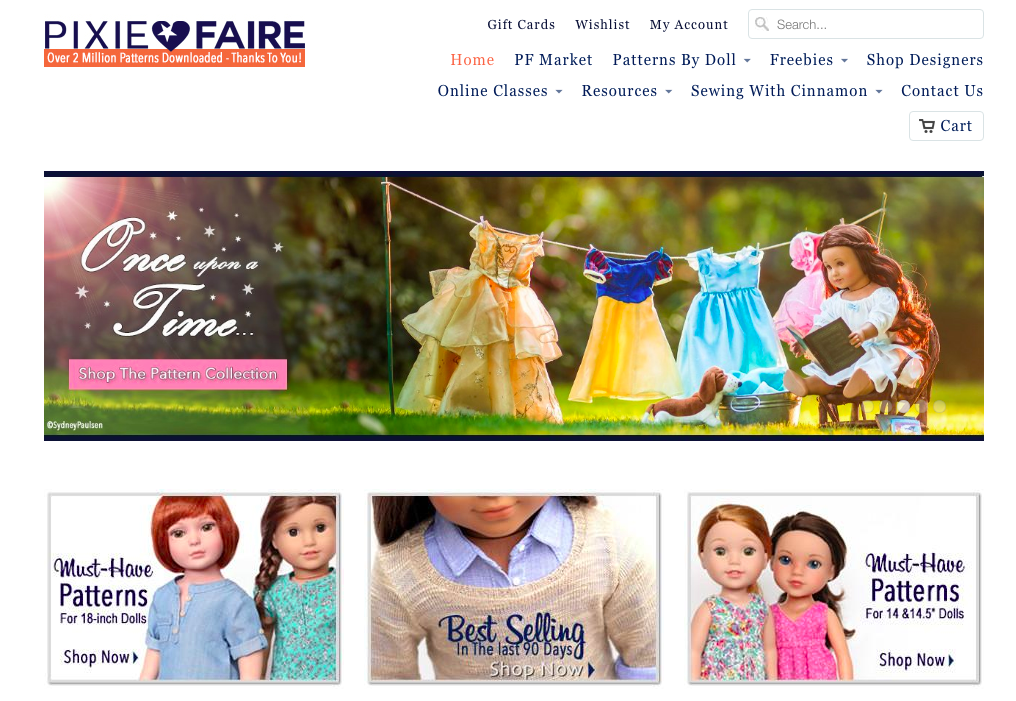 PIXIE FAIRE
Over 2 Million Patterns Downloaded - Thanks To You!
Gift Cards Wishlist My Account Search...
Home PF Market Patterns By Doll Freebies Shop Designers
Online Classes Resources Sewing With Cinnamon Contact Us
Cart
Once upon a
Time...
Shop The Pattern Collection
©SydneyPaulsen
Must-Have
Patterns
For 18-inch Dolls
Shop Now
Best Selling
In The last 90 Days
Shop Now
Must-Have
Patterns
For 14 &14.5" Dolls
Shop Now